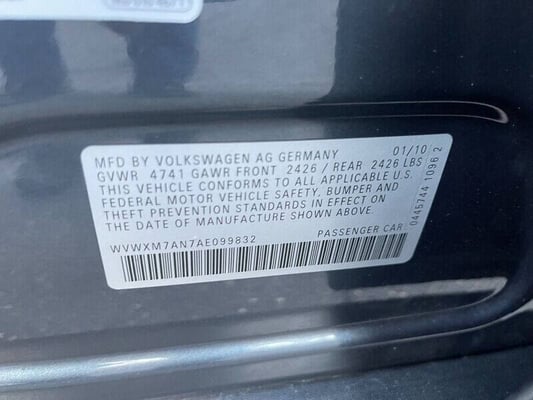 MFD BY VOLKSWAGEN AG GERMANY 01/10
GVWR 4741 GAWR FRONT 2426 / REAR 2426 LBS
THIS VEHICLE CONFORMS TO ALL APPLICABLE U.S.
FEDERAL MOTOR VEHICLE SAFETY, BUMPER AND
THEFT PREVENTION STANDARDS IN EFFECT ON
THE DATE OF MANUFACTURE SHOWN ABOVE.
WVWXM7AN7AE099832 PASSENGER CAR
0445744 1096 2